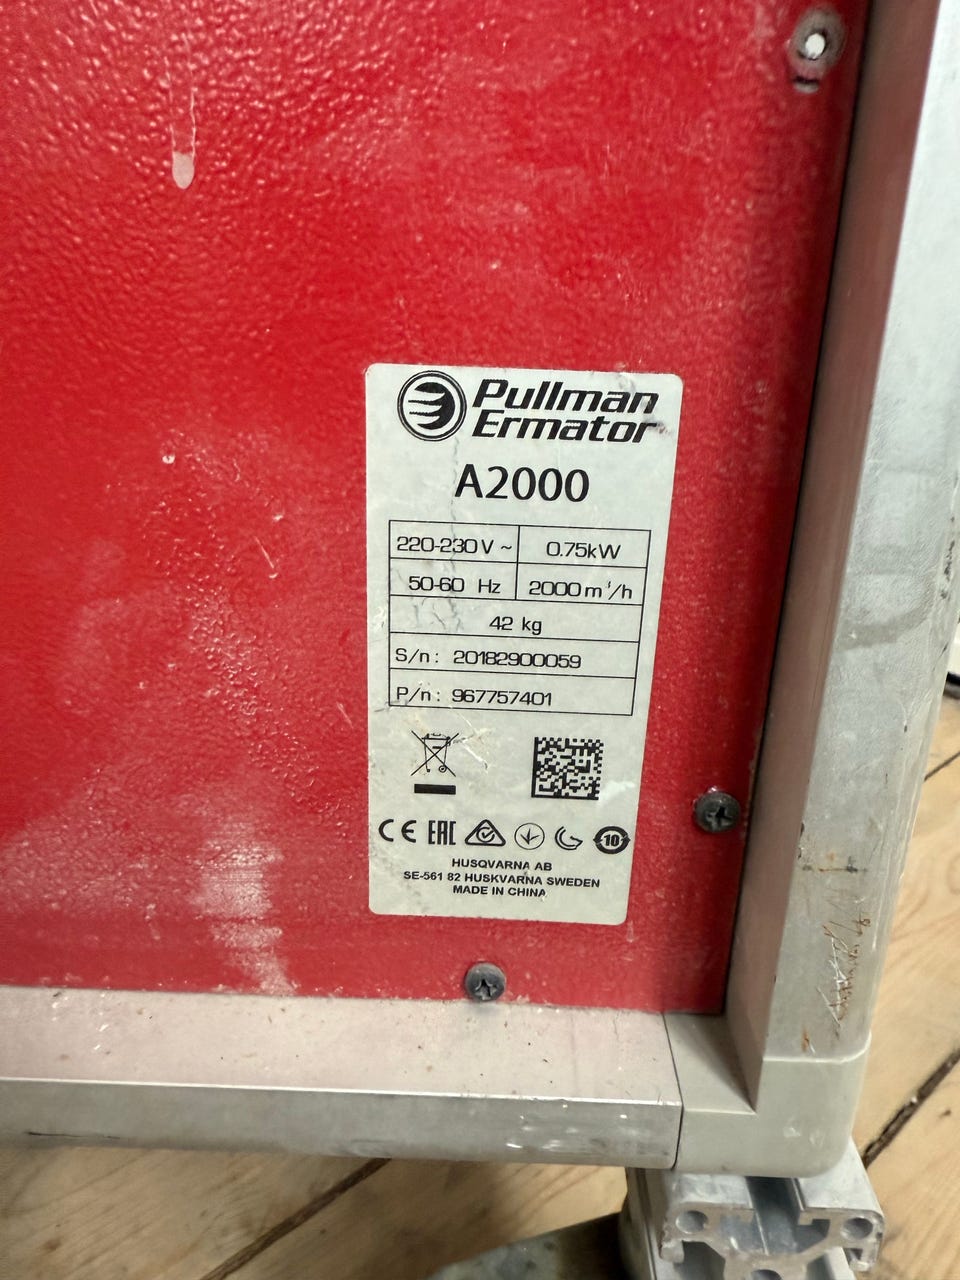 Pullman
Ermator
A2000
220-230V ~ 0.75kW
50-60 Hz 2000m³/h
42 kg
S/n: 20182900059
P/n: 967757401
CE EAC 10
HUSQVARNA AB
SE-561 82 HUSKVARNA SWEDEN
MADE IN CHINA